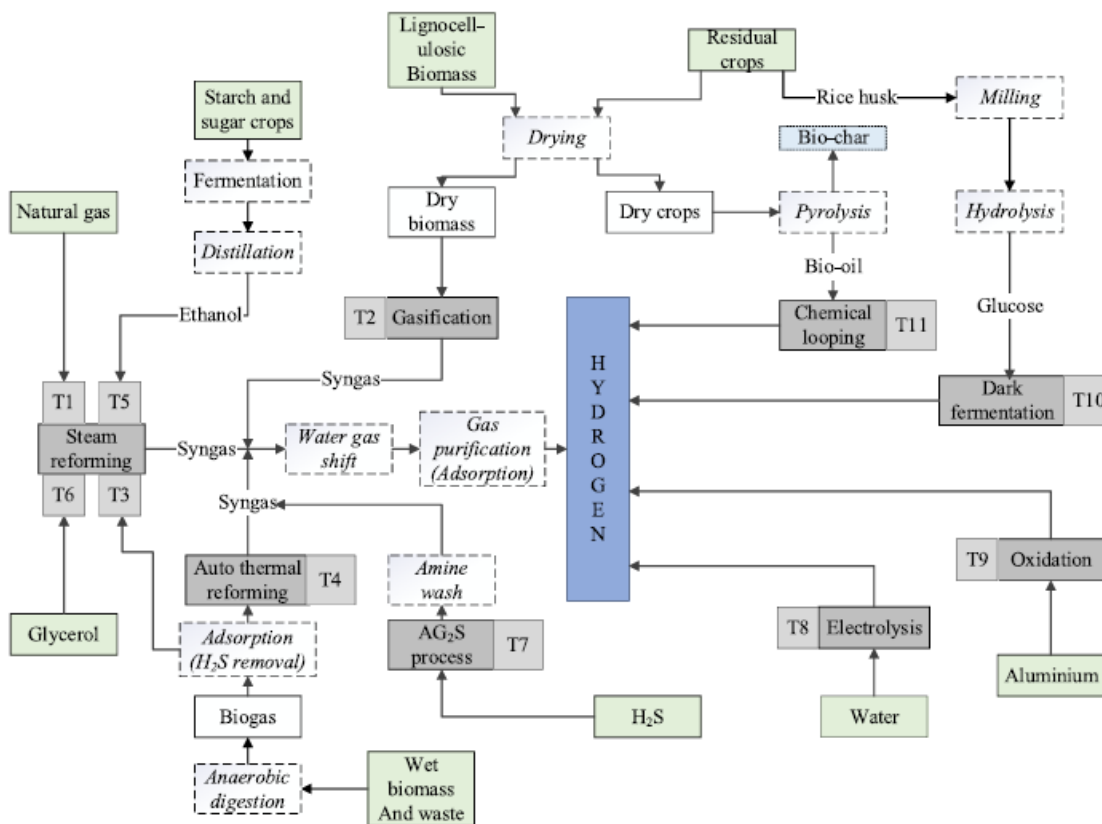 Lignocell-
ulosic
Biomass
Residual
crops
Starch and
sugar crops
Rice husk
Milling
Drying
Bio-char
Fermentation
Natural gas
Dry
biomass
Dry crops
Pyrolysis
Hydrolysis
Distillation
Bio-oil
Ethanol
T2
Gasification
Chemical
looping
T11
Glucose
H
Y
D
R
O
G
E
N
Syngas
T1
T5
Dark
fermentation
T10
Steam
reforming
Syngas
Water gas
shift
Gas
purification
(Adsorption)
T6
T3
Syngas
Auto thermal
reforming
T4
Amine
wash
T9
Oxidation
Glycerol
Adsorption
(H₂S removal)
AG₂S
process
T7
T8
Electrolysis
Aluminium
Biogas
H₂S
Water
Anaerobic
digestion
Wet
biomass
And waste